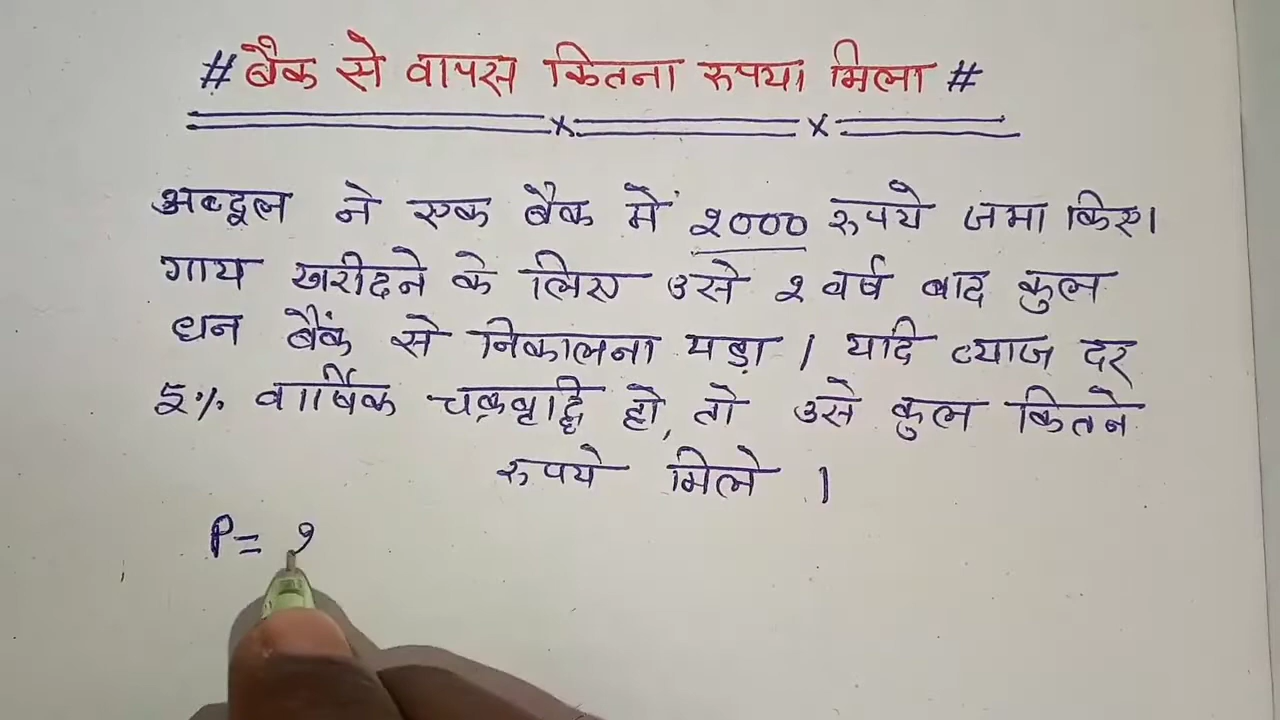 # बैंक से वापस कितना रुपया मिला #
अब्दूल ने एक बैंक में 2000 रुपये जमा किए।
गाय खरीदने के लिए उसे 2 वर्ष बाद कुल
धन बैंक से निकालना पड़ा । यदि ब्याज दर
5% वार्षिक चक्रवृद्धि हो, तो उसे कुल कितने
रुपये मिले ।
P= 2